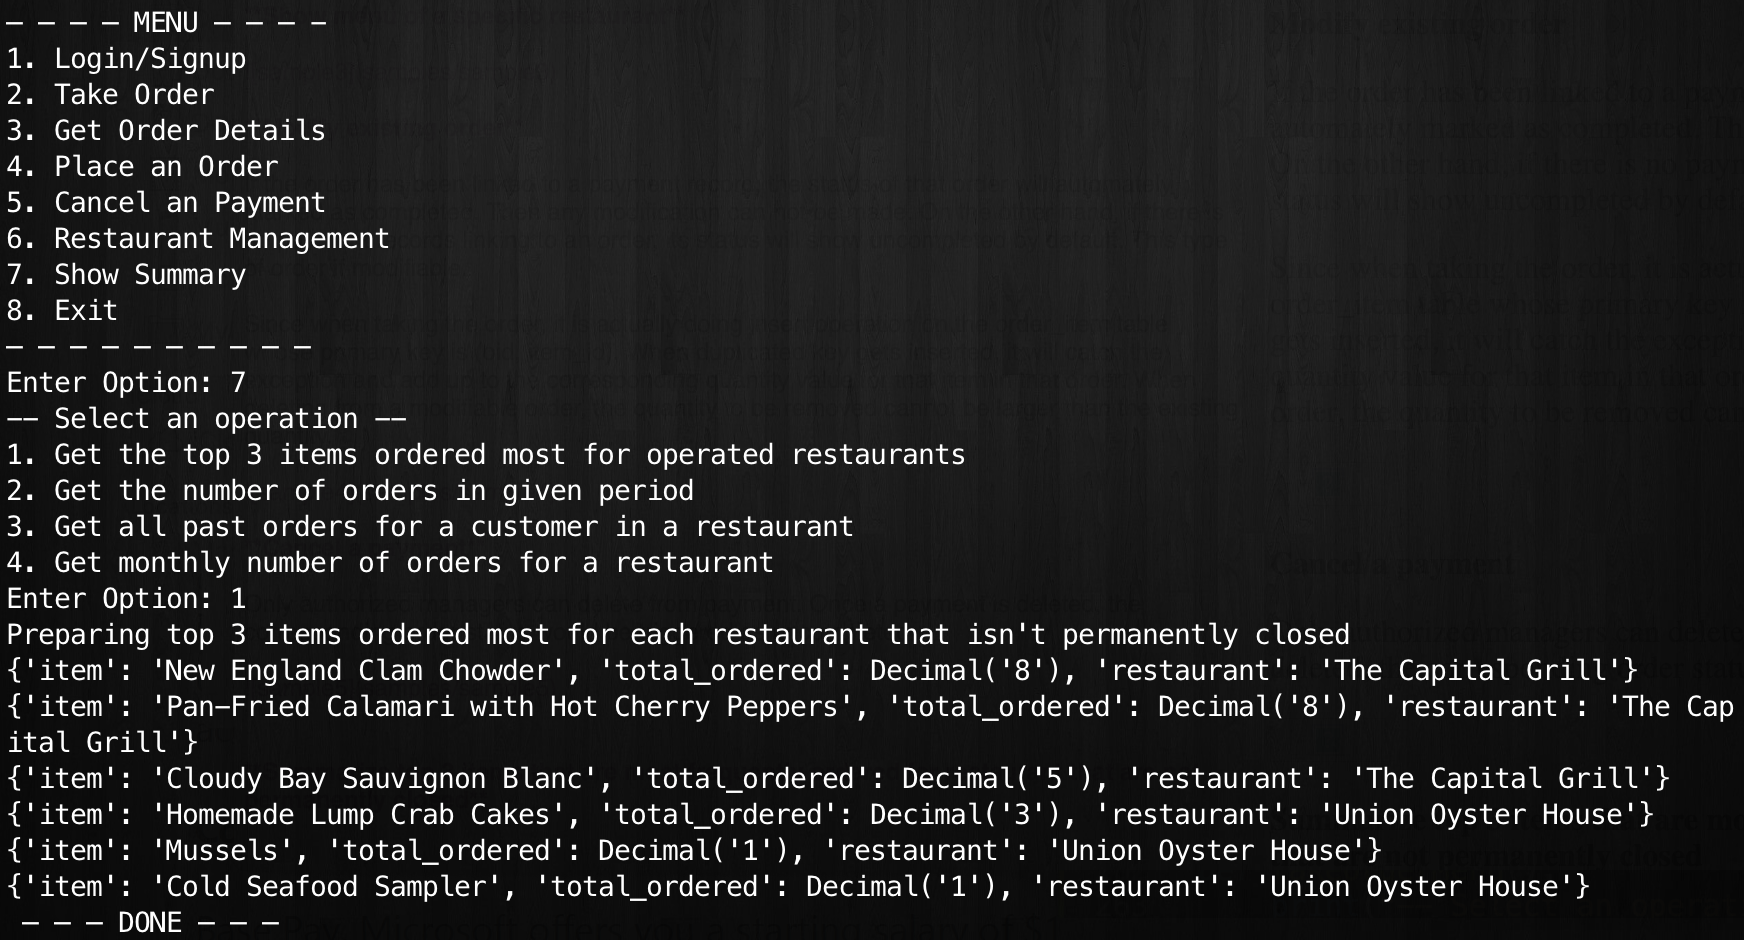 – – – – MENU – – – –
1. Login/Signup
2. Take Order
3. Get Order Details
4. Place an Order
5. Cancel an Payment
6. Restaurant Management
7. Show Summary
8. Exit
– – – – – – – – – –
Enter Option: 7
–– Select an operation ––
1. Get the top 3 items ordered most for operated restaurants
2. Get the number of orders in given period
3. Get all past orders for a customer in a restaurant
4. Get monthly number of orders for a restaurant
Enter Option: 1
Preparing top 3 items ordered most for each restaurant that isn't permanently closed
{'item': 'New England Clam Chowder', 'total_ordered': Decimal('8'), 'restaurant': 'The Capital Grill'}
{'item': 'Pan-Fried Calamari with Hot Cherry Peppers', 'total_ordered': Decimal('8'), 'restaurant': 'The Cap
ital Grill'}
{'item': 'Cloudy Bay Sauvignon Blanc', 'total_ordered': Decimal('5'), 'restaurant': 'The Capital Grill'}
{'item': 'Homemade Lump Crab Cakes', 'total_ordered': Decimal('3'), 'restaurant': 'Union Oyster House'}
{'item': 'Mussels', 'total_ordered': Decimal('1'), 'restaurant': 'Union Oyster House'}
{'item': 'Cold Seafood Sampler', 'total_ordered': Decimal('1'), 'restaurant': 'Union Oyster House'}
– – – DONE – – –